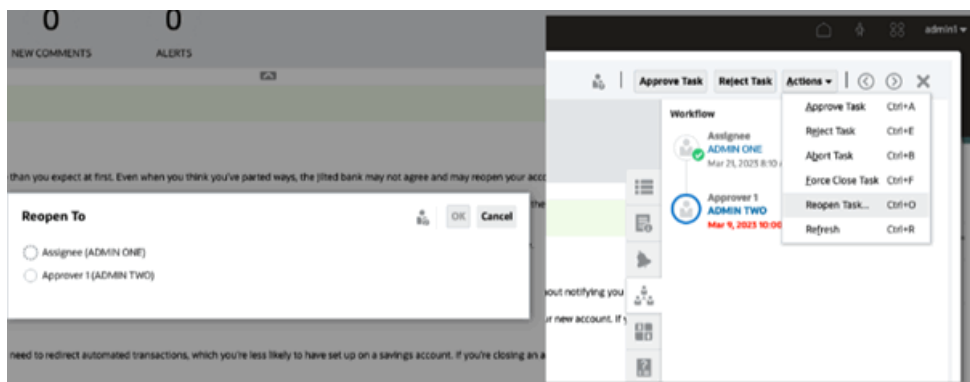 0 0
NEW COMMENTS ALERTS
than you expect at first. Even when you think you've parted ways, the jilted bank may not agree and may reopen your acco
the
Reopen To OK Cancel
Assignee (ADMIN ONE)
Approver 1 (ADMIN TWO)
need to redirect automated transactions, which you're less likely to have set up on a savings account. If you're closing an a
admin1
Approve Task Reject Task Actions
Workflow
Assignee
ADMIN ONE
Mar 21, 2023 8:10 A
Approver 1
ADMIN TWO
Mar 9, 2023 10:00
Approve Task Ctrl+A
Reject Task Ctrl+E
Abort Task Ctrl+B
Force Close Task Ctrl+F
Reopen Task... Ctrl+O
Refresh Ctrl+R
out notifying you
r new account. If y